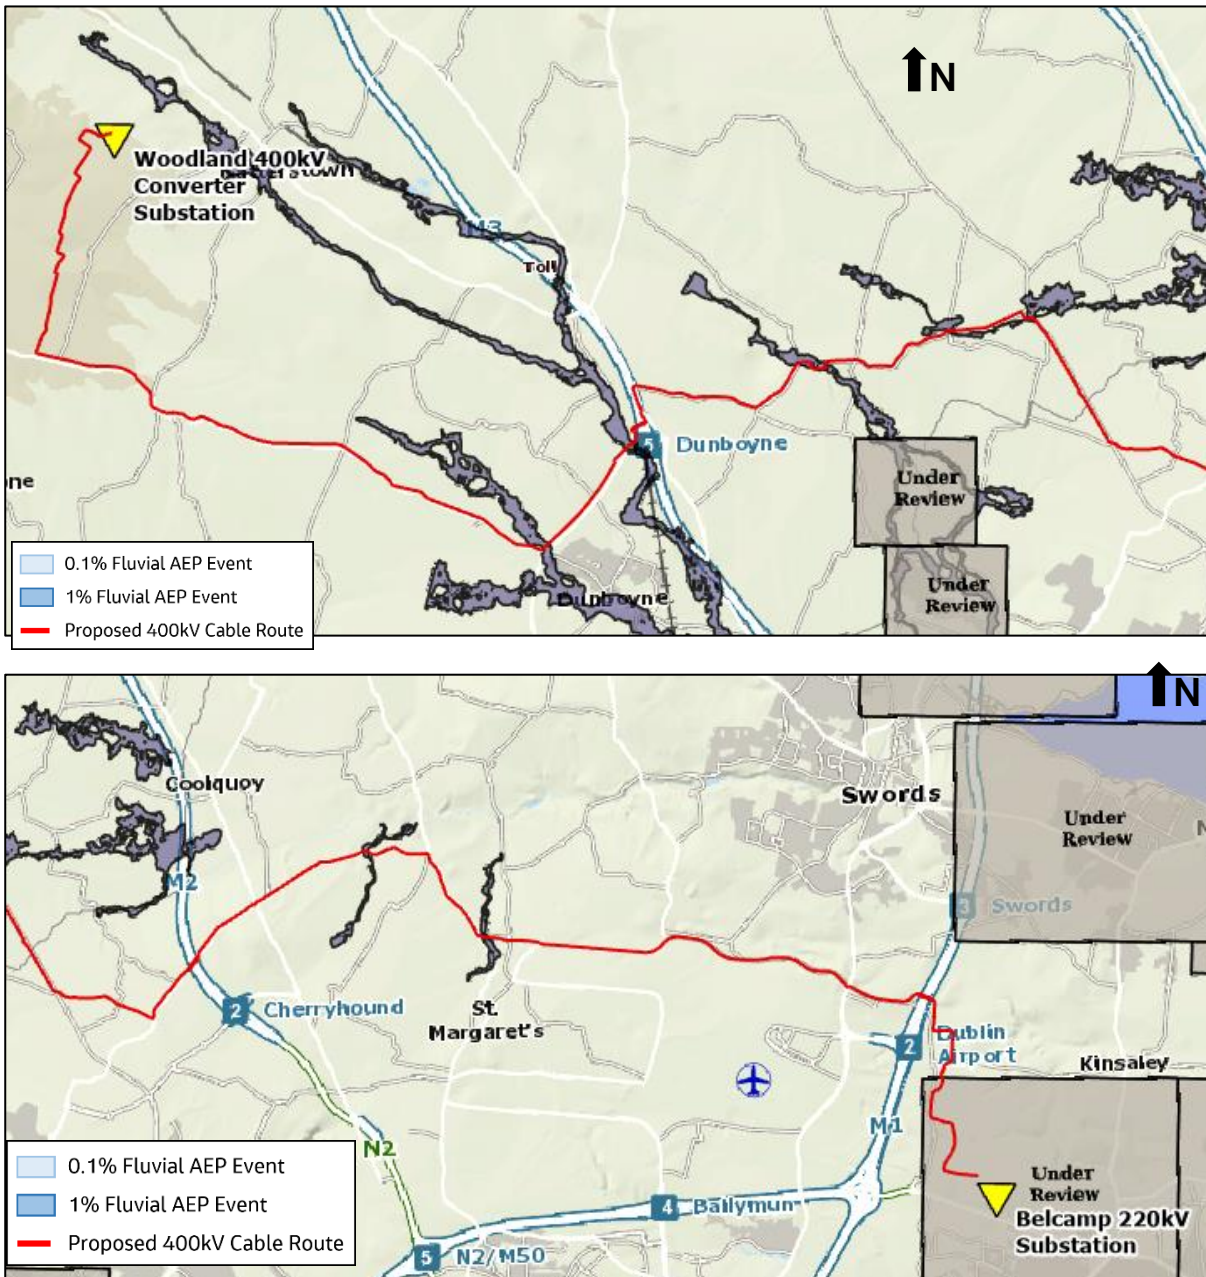 N
Woodland 400kV
Converter
Substation
M3
Toll
5 Dunboyne
Under
Review
Under
Review
Dunboyne
0.1% Fluvial AEP Event
1% Fluvial AEP Event
Proposed 400kV Cable Route
N
Coolquoy
Swords
Under
Review
M2
3 Swords
2 Cherryhound
St.
Margaret's
2 Dublin
Airport
Kinsaley
M1
N2
Under
Review
4 Ballymun
Belcamp 220kV
Substation
5 N2/M50
0.1% Fluvial AEP Event
1% Fluvial AEP Event
Proposed 400kV Cable Route